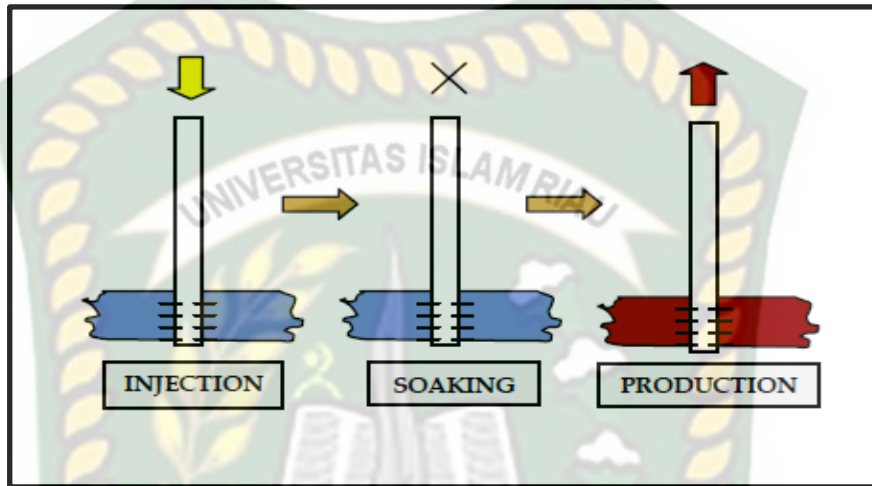 UNIVERSITAS ISLAM RIAU
INJECTION
SOAKING
PRODUCTION